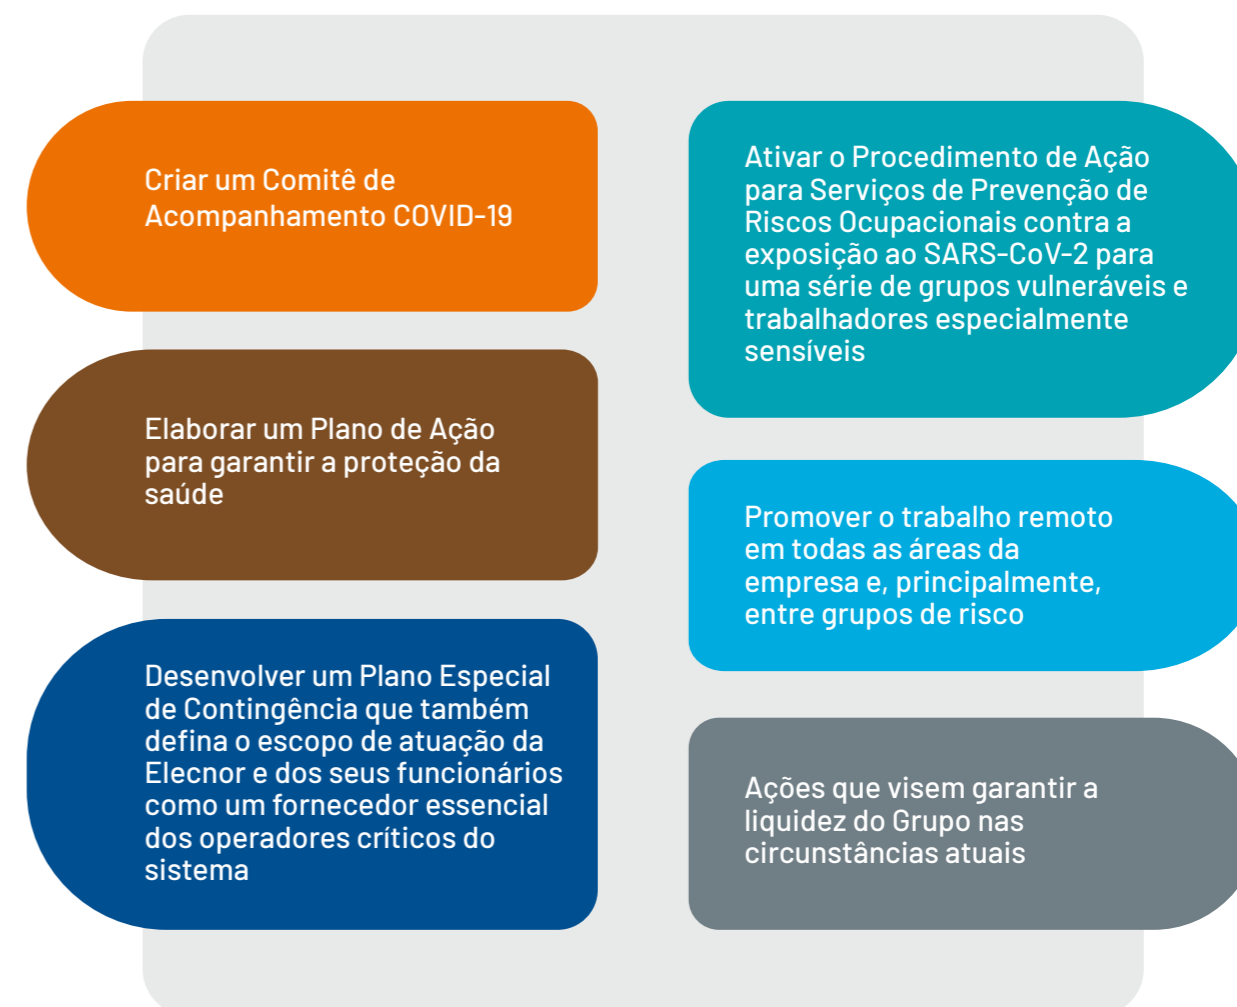 Criar um Comitê de
Acompanhamento COVID-19
Elaborar um Plano de Ação
para garantir a proteção da
saúde
Desenvolver um Plano Especial
de Contingência que também
defina o escopo de atuação da
Elecnor e dos seus funcionários
como um fornecedor essencial
dos operadores críticos do
sistema
Ativar o Procedimento de Ação
para Serviços de Prevenção de
Riscos Ocupacionais contra a
exposição ao SARS-CoV-2 para
uma série de grupos vulneráveis e
trabalhadores especialmente
sensíveis
Promover o trabalho remoto
em todas as áreas da
empresa e, principalmente,
entre grupos de risco
Ações que visem garantir a
liquidez do Grupo nas
circunstâncias atuais